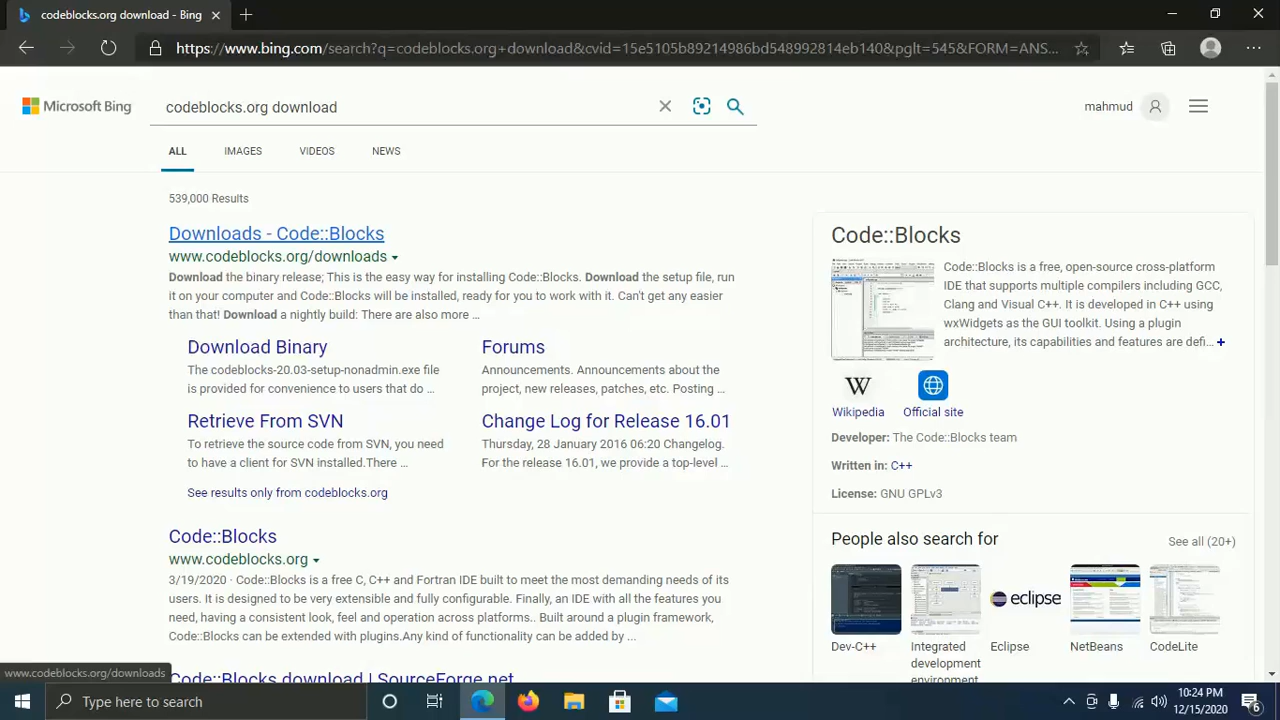 codeblocks.org download - Bing
https://www.bing.com/search?q=codeblocks.org+download&cvid=15e5105b89214986bd548992814eb140&pglt=545&FORM=ANS...
Microsoft Bing
codeblocks.org download
mahmud
ALL
IMAGES
VIDEOS
NEWS
539,000 Results
Downloads - Code::Blocks
www.codeblocks.org/downloads
Download the binary release; This is the easy way for installing Code::Blocks. Download the setup file, run
it on your computer and Code::Blocks will be installed, ready for you to work with it. Can't get any easier
than that! Download a nightly build: There are also more ...
Download Binary
The codeblocks-20.03-setup-nonadmin.exe file
is provided for convenience to users that do ...
Forums
Announcements. Announcements about the
project, new releases, patches, etc. Posting ...
Retrieve From SVN
To retrieve the source code from SVN, you need
to have a client for SVN installed.There ...
Change Log for Release 16.01
Thursday, 28 January 2016 06:20 Changelog.
For the release 16.01, we provide a top-level ...
See results only from codeblocks.org
Code::Blocks
www.codeblocks.org
3/19/2020 · Code::Blocks is a free C, C++ and Fortran IDE built to meet the most demanding needs of its
users. It is designed to be very extensible and fully configurable. Finally, an IDE with all the features you
need, having a consistent look, feel and operation across platforms.. Built around a plugin framework,
Code::Blocks can be extended with plugins.Any kind of functionality can be added by ...
Code::Blocks download | SourceForge.net
Code::Blocks
Code::Blocks is a free, open-source cross-platform
IDE that supports multiple compilers including GCC,
Clang and Visual C++. It is developed in C++ using
wxWidgets as the GUI toolkit. Using a plugin
architecture, its capabilities and features are defi... +
W
Wikipedia
Official site
Developer: The Code::Blocks team
Written in: C++
License: GNU GPLv3
People also search for
See all (20+)
eclipse
Dev-C++
Integrated
development
environment
Eclipse
NetBeans
CodeLite
www.codeblocks.org/downloads
Type here to search
10:24 PM
12/15/2020
6